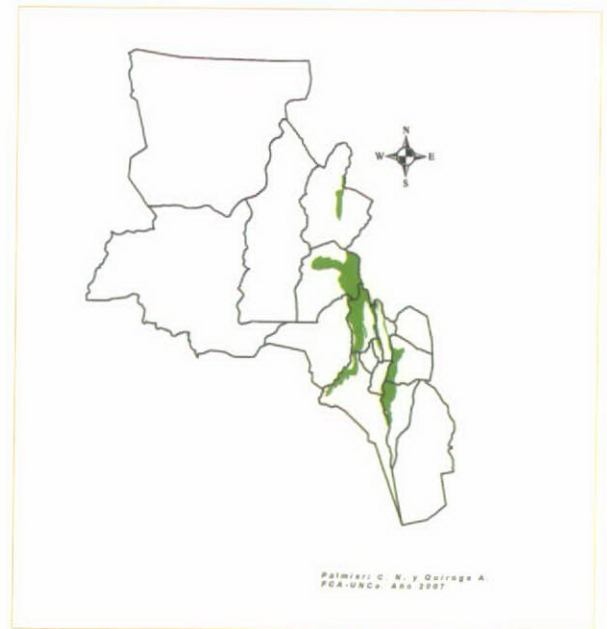 N
W E
S
Palmieri C. N. y Quiroga A.
FCA-UNCa. Año 2007